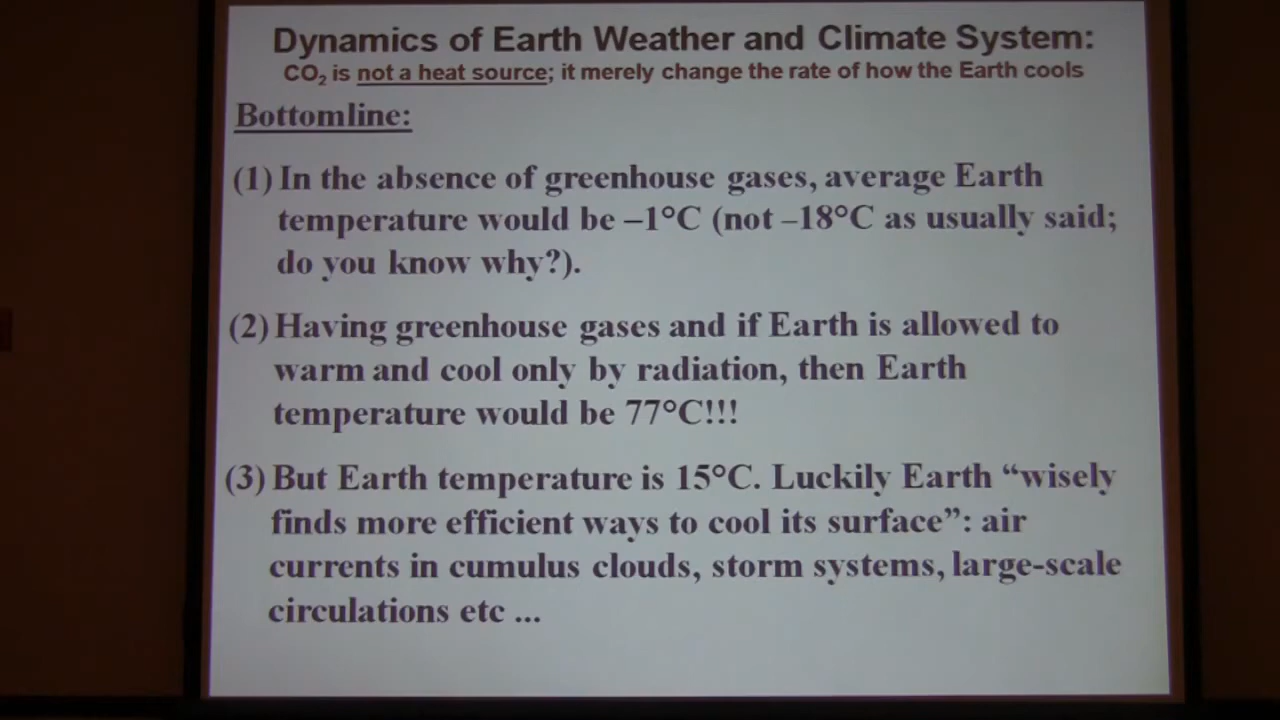 Dynamics of Earth Weather and Climate System:
CO₂ is not a heat source; it merely change the rate of how the Earth cools
Bottomline:
(1) In the absence of greenhouse gases, average Earth
temperature would be –1°C (not –18°C as usually said;
do you know why?).
(2) Having greenhouse gases and if Earth is allowed to
warm and cool only by radiation, then Earth
temperature would be 77°C!!!
(3) But Earth temperature is 15°C. Luckily Earth “wisely
finds more efficient ways to cool its surface”: air
currents in cumulus clouds, storm systems, large-scale
circulations etc ...